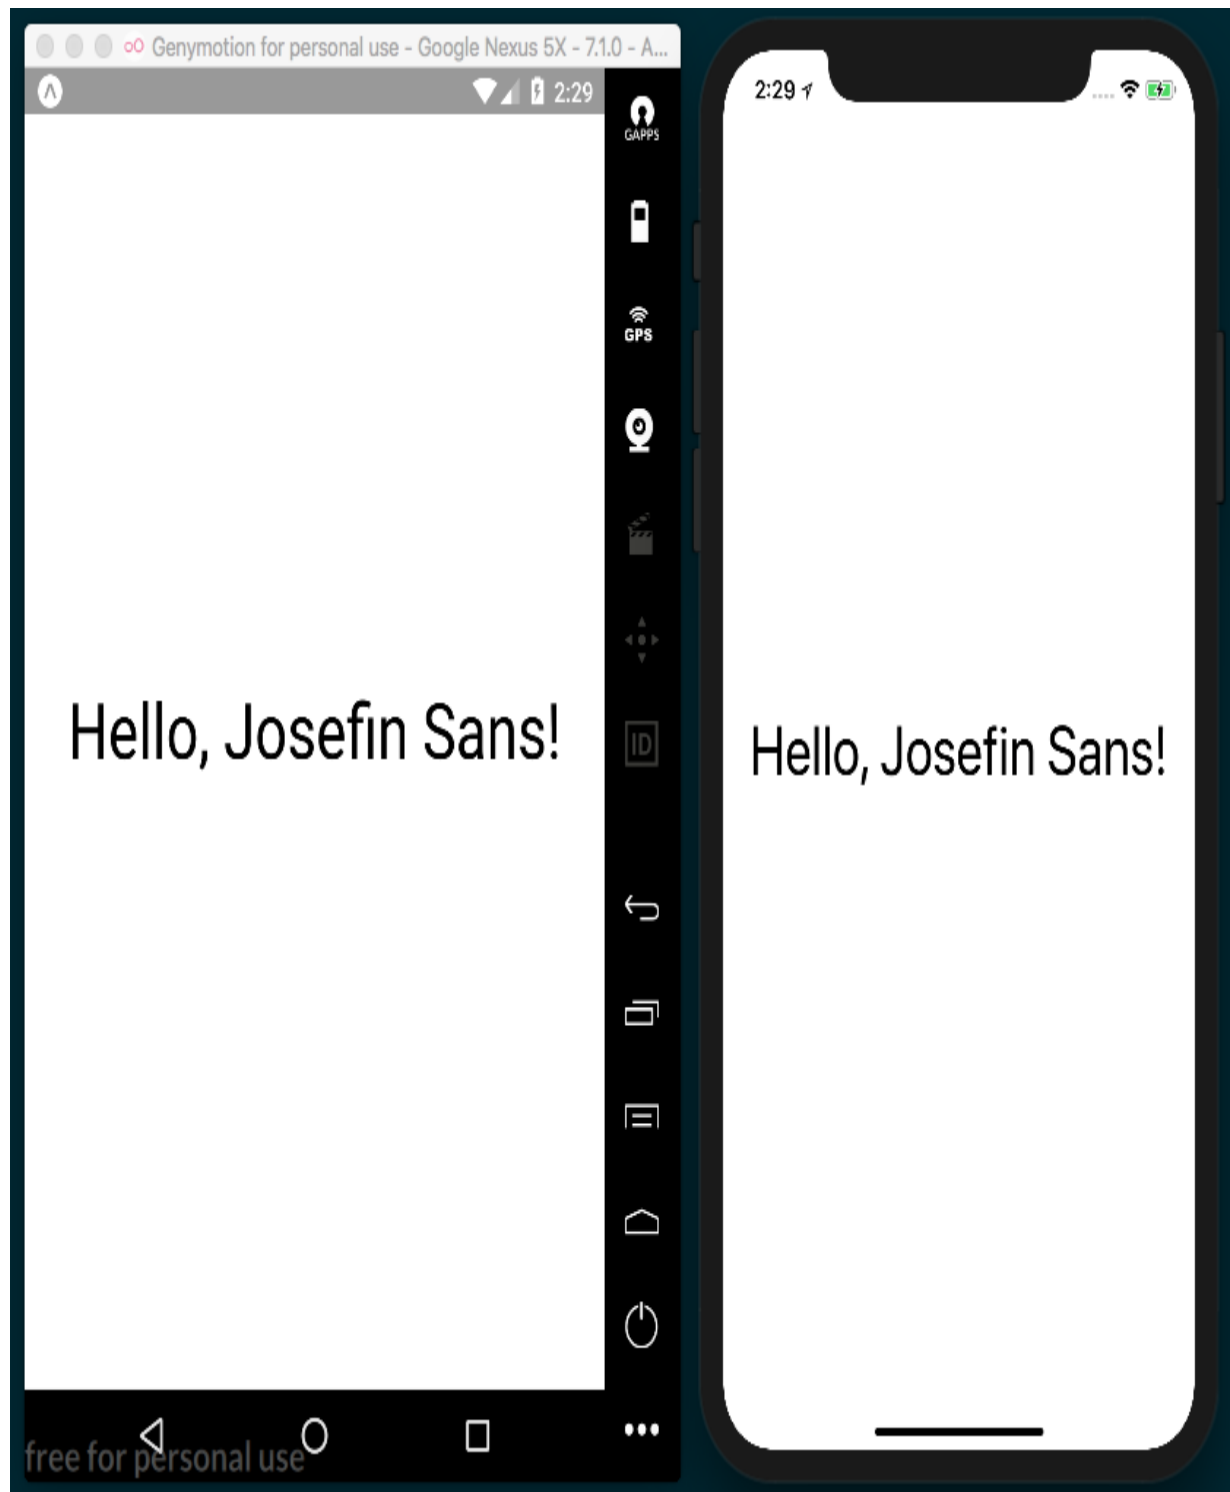 Genymotion for personal use - Google Nexus 5X - 7.1.0 - A...
2:29
GAPPS
GPS
ID
Hello, Josefin Sans!
free for personal use
2:29
Hello, Josefin Sans!